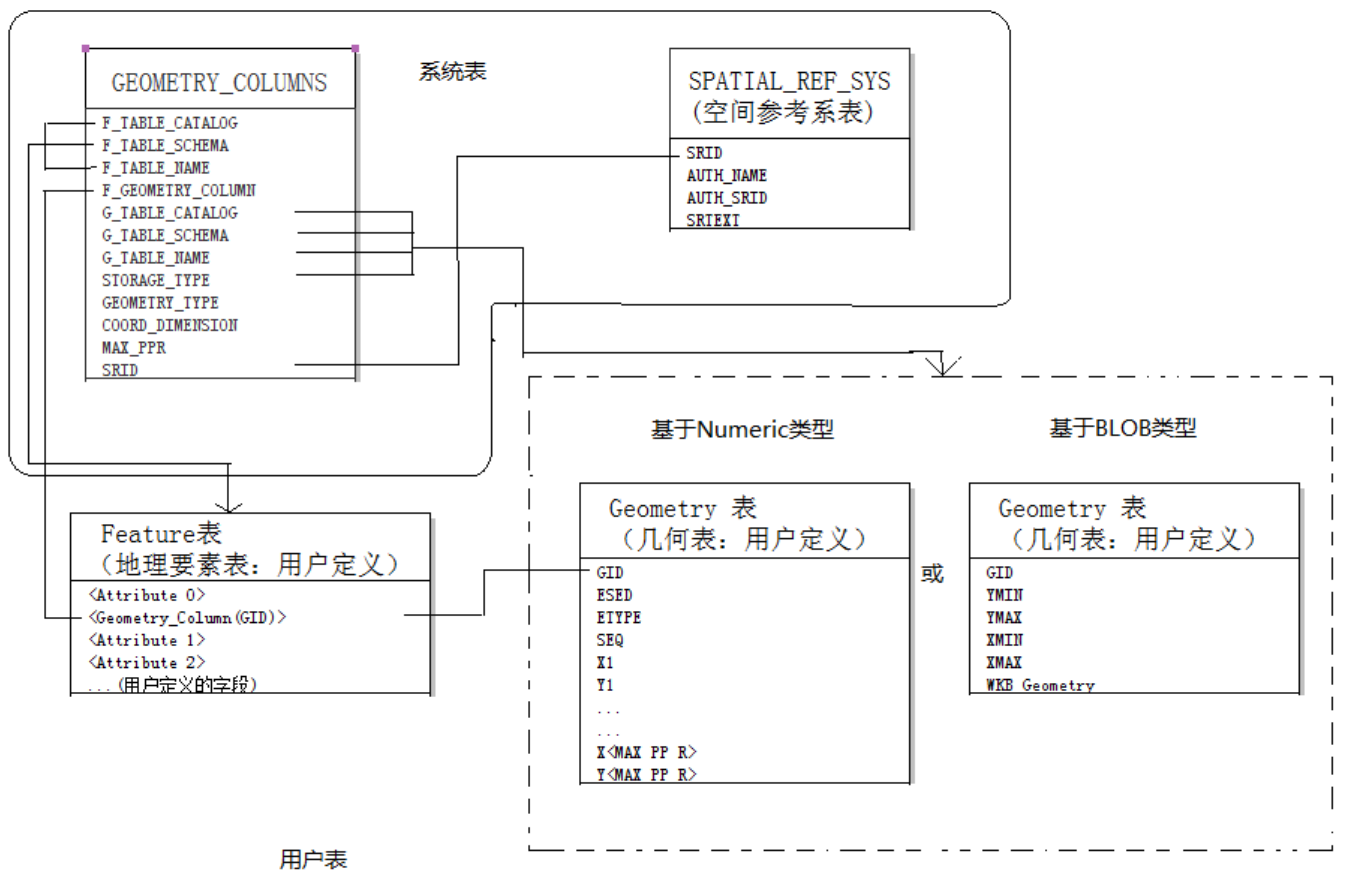 系统表
GEOMETRY_COLUMNS
F_TABLE_CATALOG
F_TABLE_SCHEMA
F_TABLE_NAME
F_GEOMETRY_COLUMN
G_TABLE_CATALOG
G_TABLE_SCHEMA
G_TABLE_NAME
STORAGE_TYPE
GEOMETRY_TYPE
COORD_DIMENSION
MAX_PPR
SRID
SPATIAL_REF_SYS
(空间参考系表)
SRID
AUTH_NAME
AUTH_SRID
SRTEXT
Feature表
（地理要素表：用户定义）
<Attribute 0>
<Geometry_Column(GID)>
<Attribute 1>
<Attribute 2>
...(用户定义的字段)
基于Numeric类型
Geometry 表
（几何表：用户定义）
GID
ESED
ETYPE
SEQ
X1
Y1
...
...
X<MAX PP R>
Y<MAX PP R>
或
基于BLOB类型
Geometry 表
（几何表：用户定义）
GID
YMIN
YMAX
XMIN
XMAX
WKB Geometry
用户表